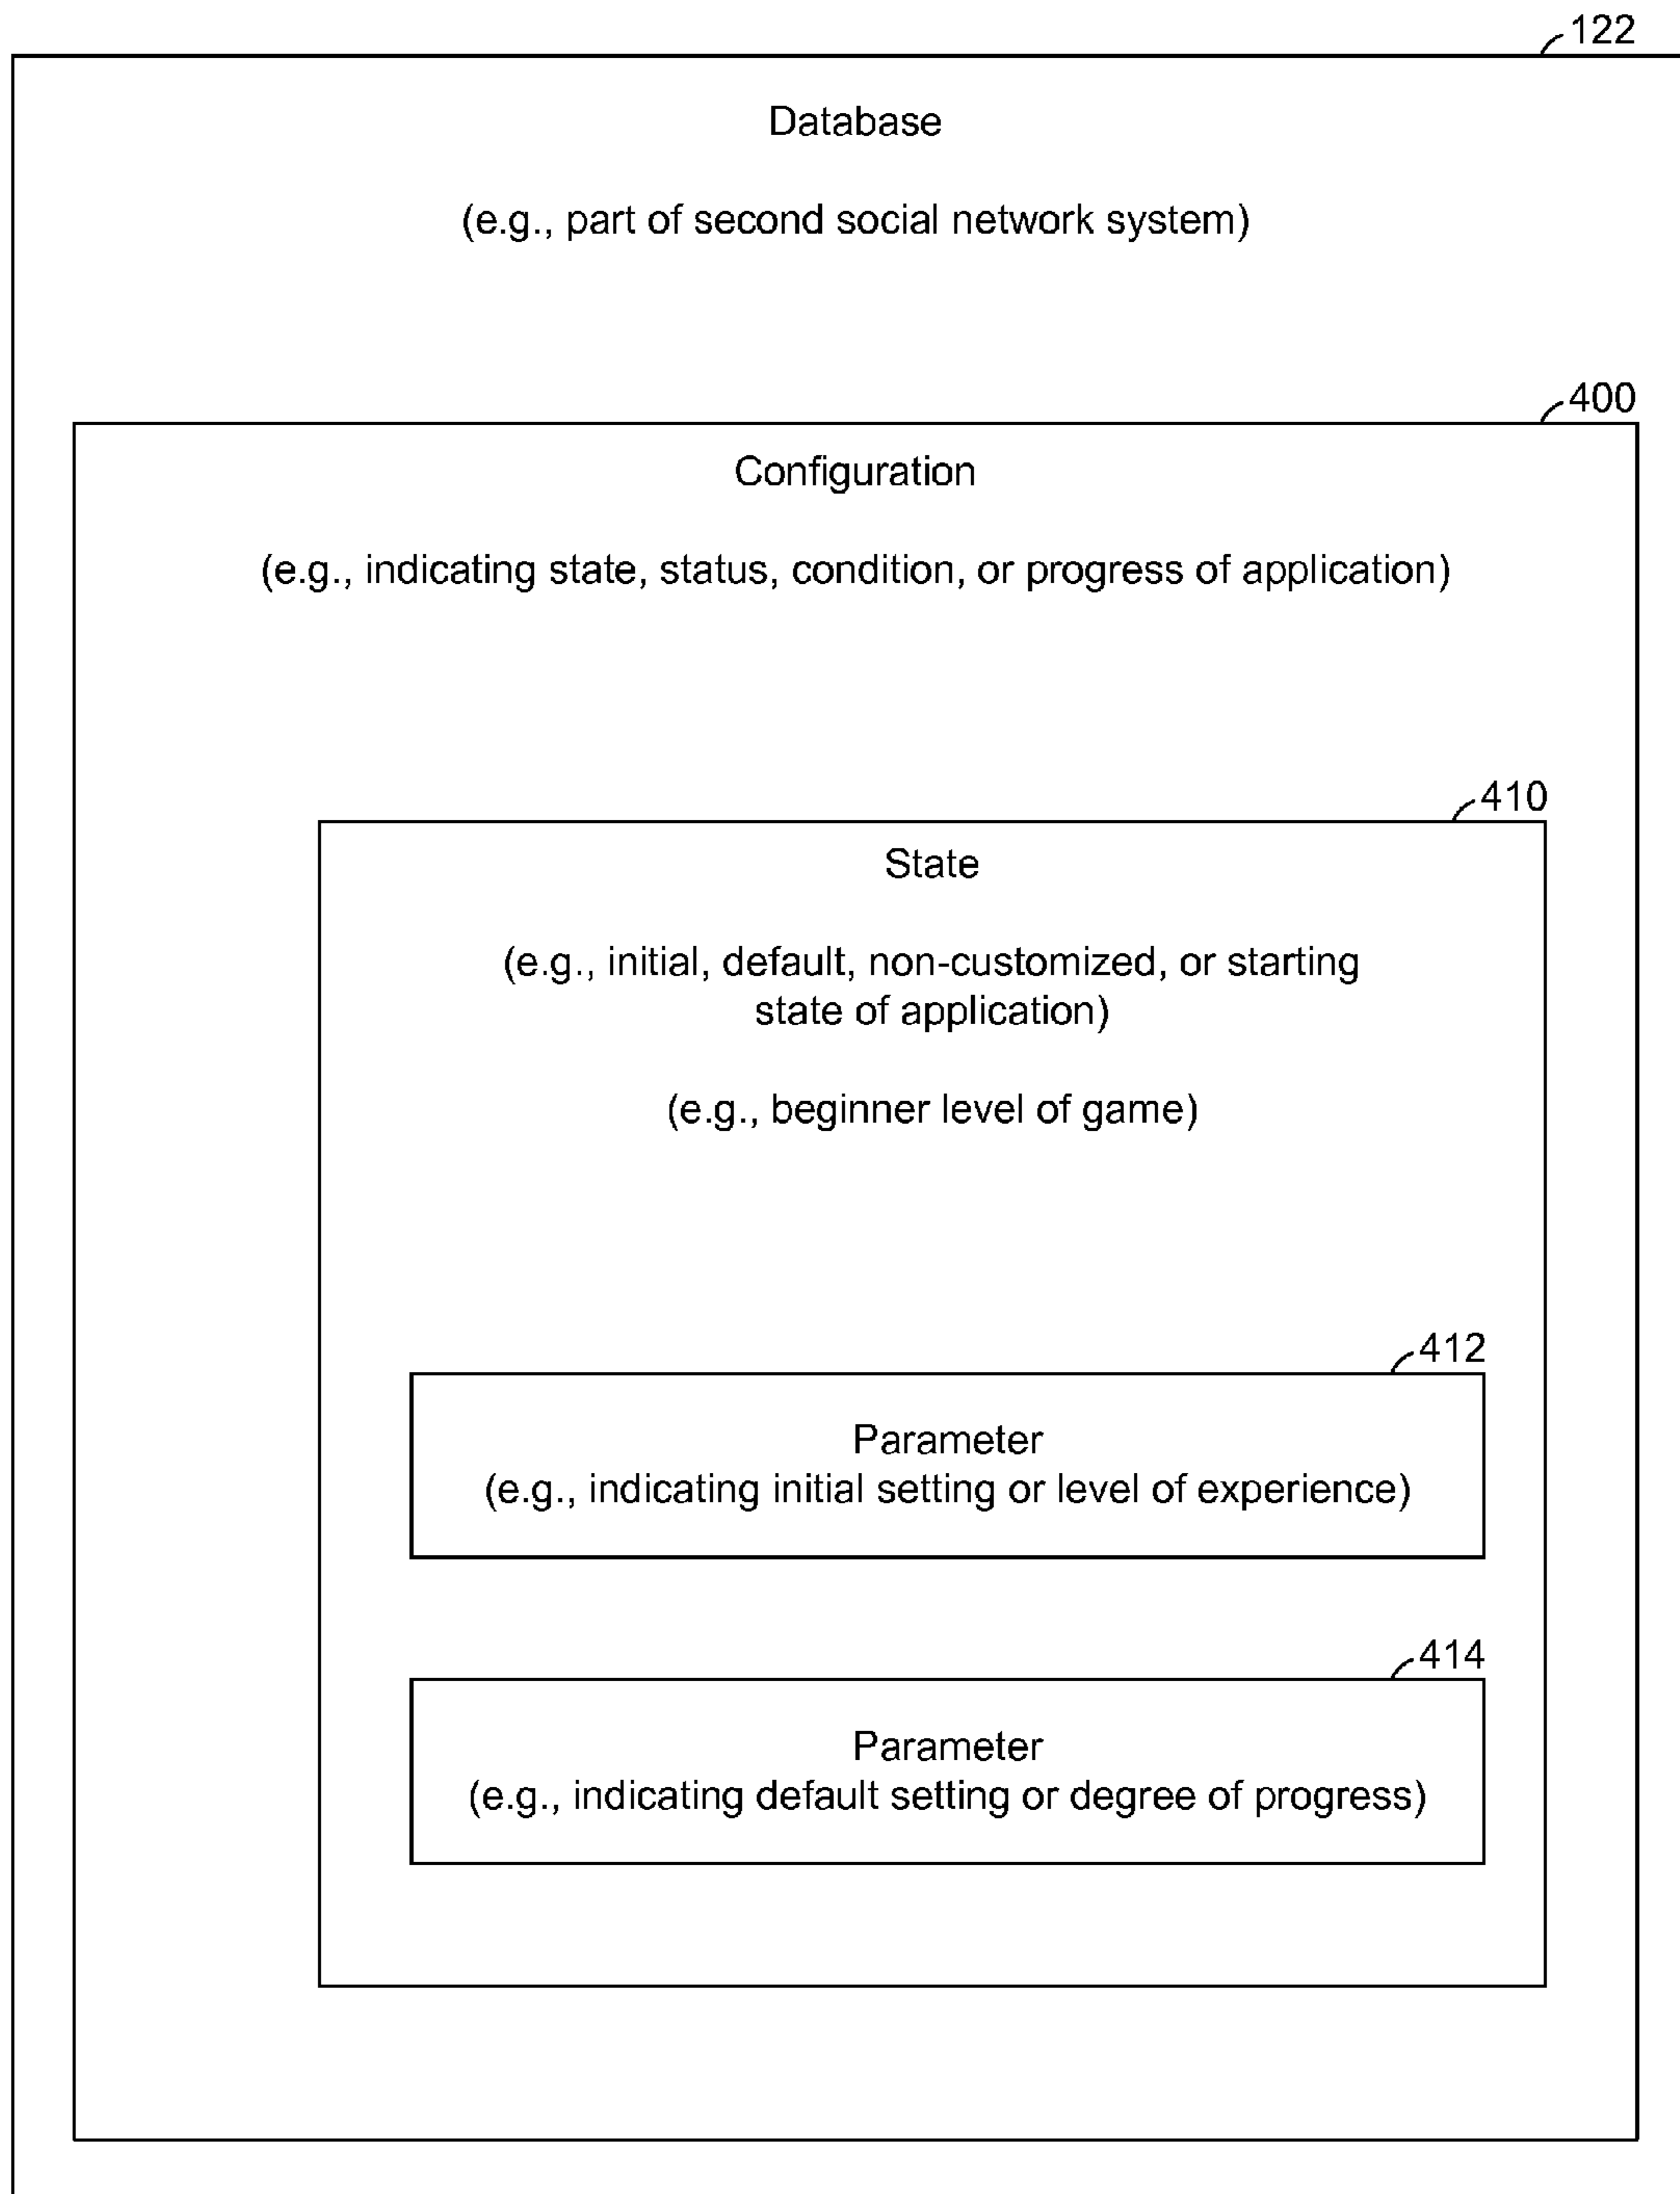 122
Database
(e.g., part of second social network system)
400
Configuration
(e.g., indicating state, status, condition, or progress of application)
410
State
(e.g., initial, default, non-customized, or starting
state of application)
(e.g., beginner level of game)
412
Parameter
(e.g., indicating initial setting or level of experience)
414
Parameter
(e.g., indicating default setting or degree of progress)